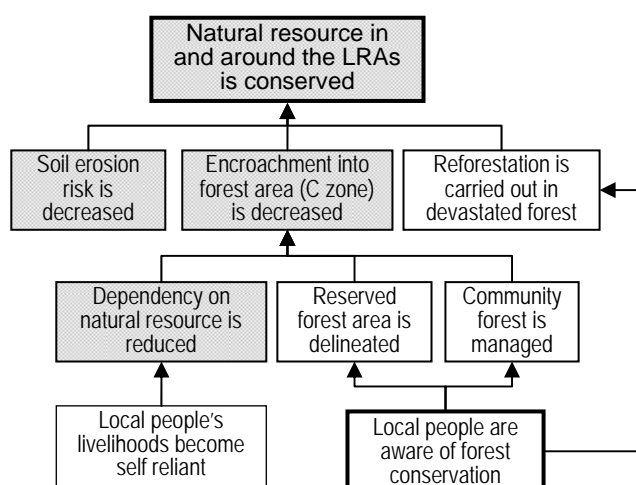 Natural resource in
and around the LRAs
is conserved
Soil erosion
risk is
decreased
Encroachment into
forest area (C zone)
is decreased
Reforestation is
carried out in
devastated forest
Dependency on
natural resource is
reduced
Reserved
forest area is
delineated
Community
forest is
managed
Local people's
livelihoods become
self reliant
Local people are
aware of forest
conservation